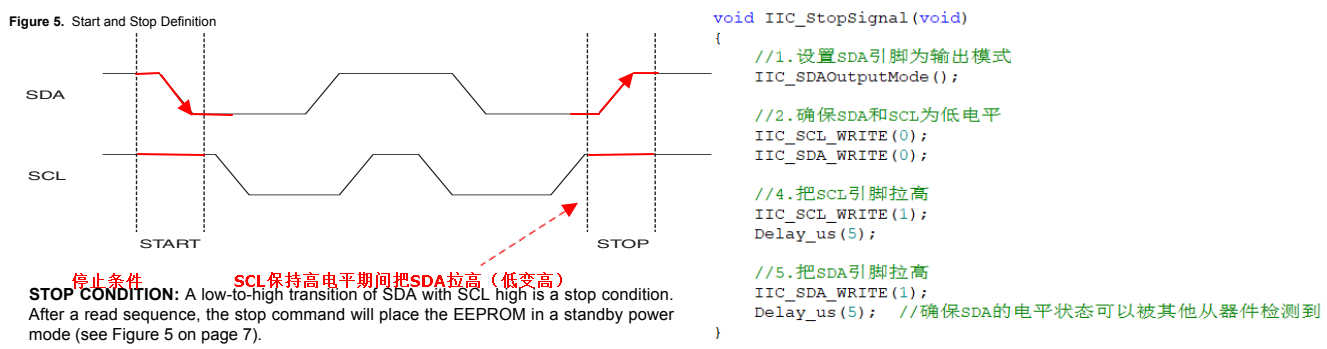 Figure 5. Start and Stop Definition
SDA
SCL
START
STOP
停止条件
SCL保持高电平期间把SDA拉高（低变高）
STOP CONDITION: A low-to-high transition of SDA with SCL high is a stop condition.
After a read sequence, the stop command will place the EEPROM in a standby power
mode (see Figure 5 on page 7).
void IIC_StopSignal(void)
{
//1.设置SDA引脚为输出模式
IIC_SDAOutputMode();
//2.确保SDA和SCL为低电平
IIC_SCL_WRITE(0);
IIC_SDA_WRITE(0);
//4.把SCL引脚拉高
IIC_SCL_WRITE(1);
Delay_us(5);
//5.把SDA引脚拉高
IIC_SDA_WRITE(1);
Delay_us(5); //确保SDA的电平状态可以被其他从器件检测到
}